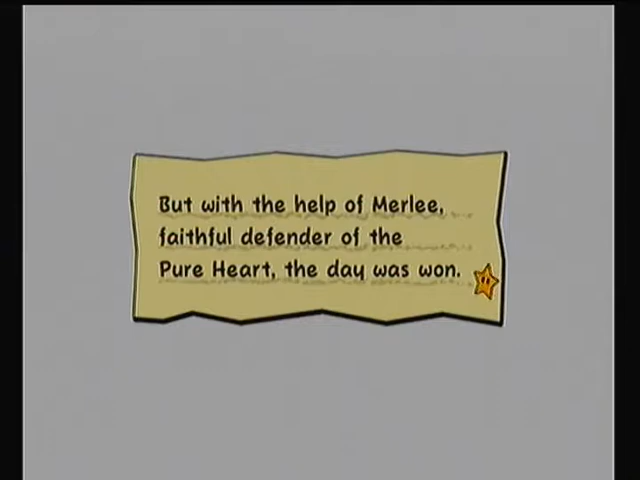 But with the help of Merlee,
faithful defender of the
Pure Heart, the day was won.